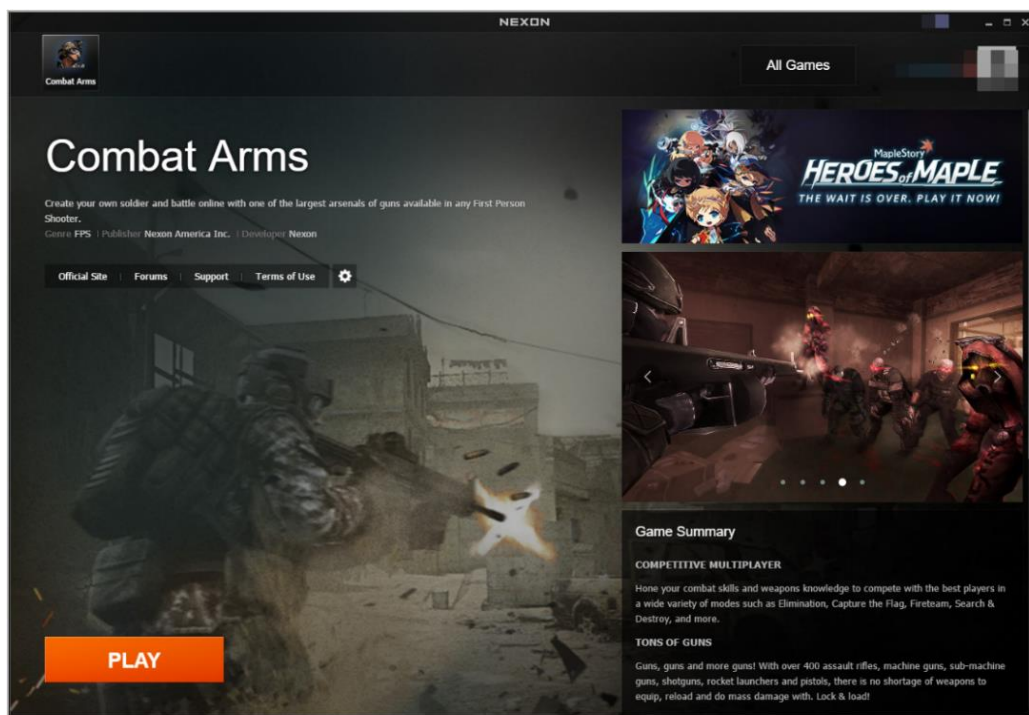 NEXON
Combat Arms
All Games
Combat Arms
Create your own soldier and battle online with one of the largest arsenals of guns available in any First Person
Shooter.
Genre FPS | Publisher Nexon America Inc. | Developer Nexon
Official Site | Forums | Support | Terms of Use
MapleStory
HEROES OF MAPLE
THE WAIT IS OVER. PLAY IT NOW!
Game Summary
COMPETITIVE MULTIPLAYER
Hone your combat skills and weapons knowledge to compete with the best players in
a wide variety of modes such as Elimination, Capture the Flag, Fireteam, Search &
Destroy, and more.
TONS OF GUNS
Guns, guns and more guns! With over 400 assault rifles, machine guns, sub-machine
guns, shotguns, rocket launchers and pistols, there is no shortage of weapons to
equip, reload and do mass damage with. Lock & load!
PLAY